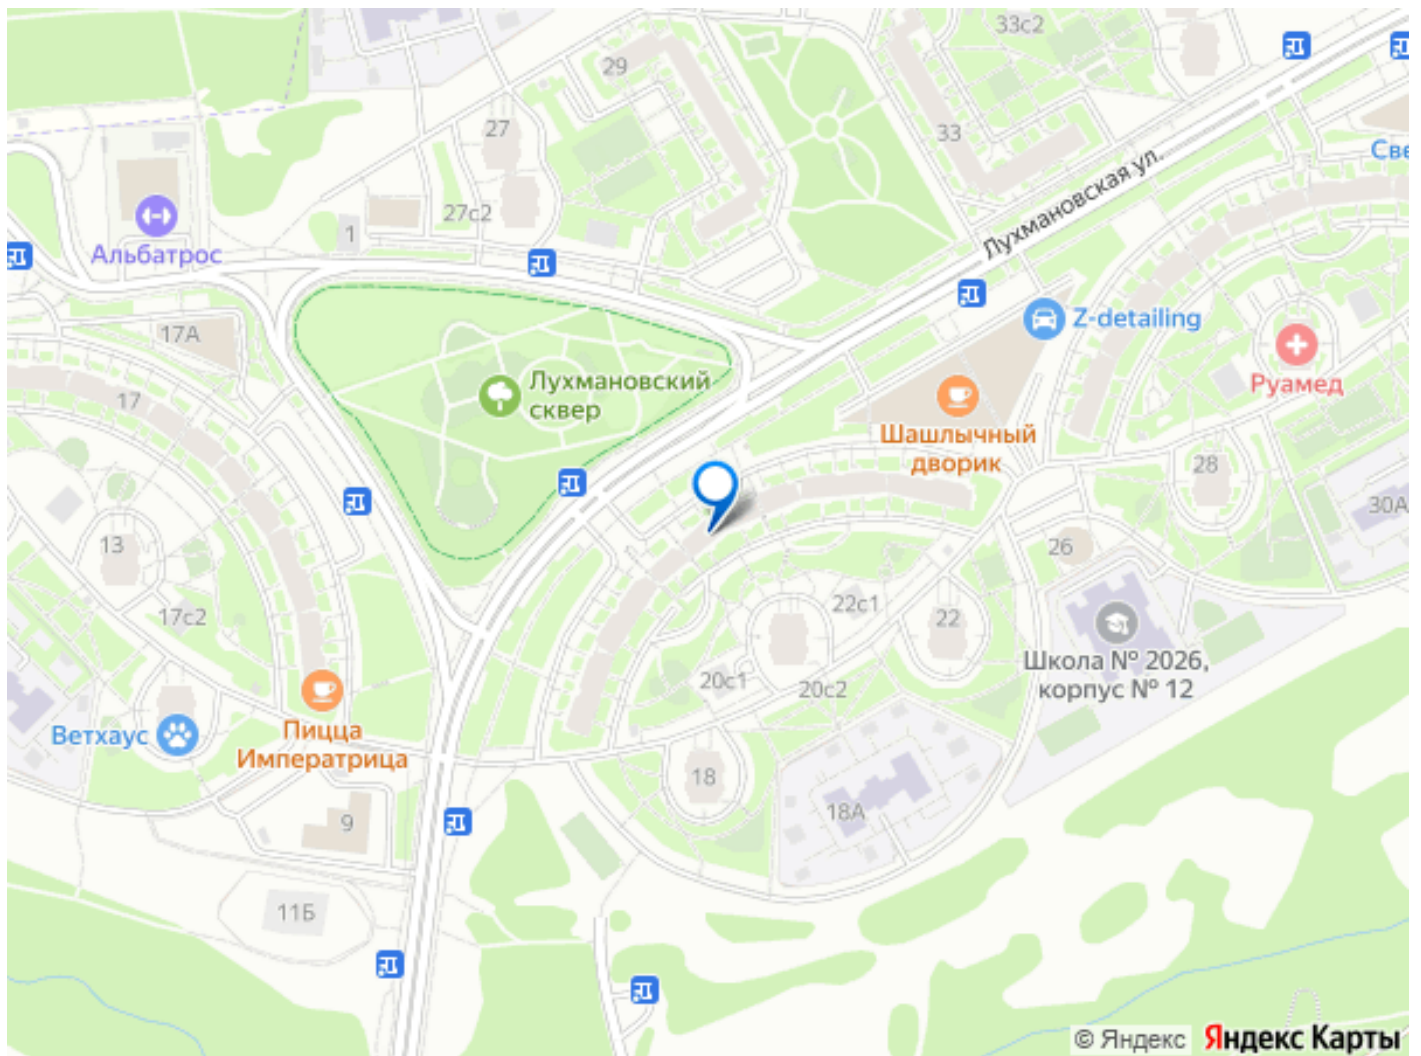 33с2
29
27
33
Све
Лухмановская ул.
27с2
1
Альбатрос
17А
Z-detailing
Лухмановский
сквер
Руамед
17
Шашлычный
дворик
28
30А
13
26
17с2
22с1
22
Школа № 2026,
корпус № 12
20с1
20с2
Ветхаус
Пицца
Императрица
18
18А
9
11Б
© Яндекс Яндекс Карты